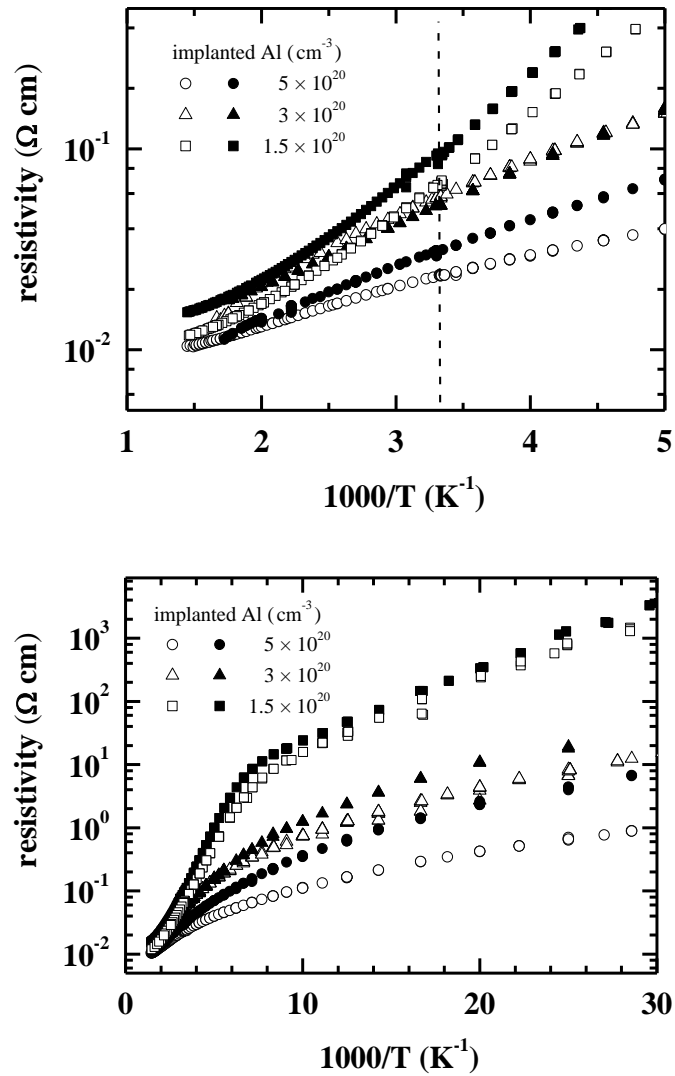 implanted Al (cm⁻³)
5 × 10²⁰
3 × 10²⁰
1.5 × 10²⁰
resistivity (Ω cm)
10⁻¹
10⁻²
1 2 3 4 5
1000/T (K⁻¹)
implanted Al (cm⁻³)
5 × 10²⁰
3 × 10²⁰
1.5 × 10²⁰
resistivity (Ω cm)
10³
10²
10¹
10⁰
10⁻¹
10⁻²
0 10 20 30
1000/T (K⁻¹)